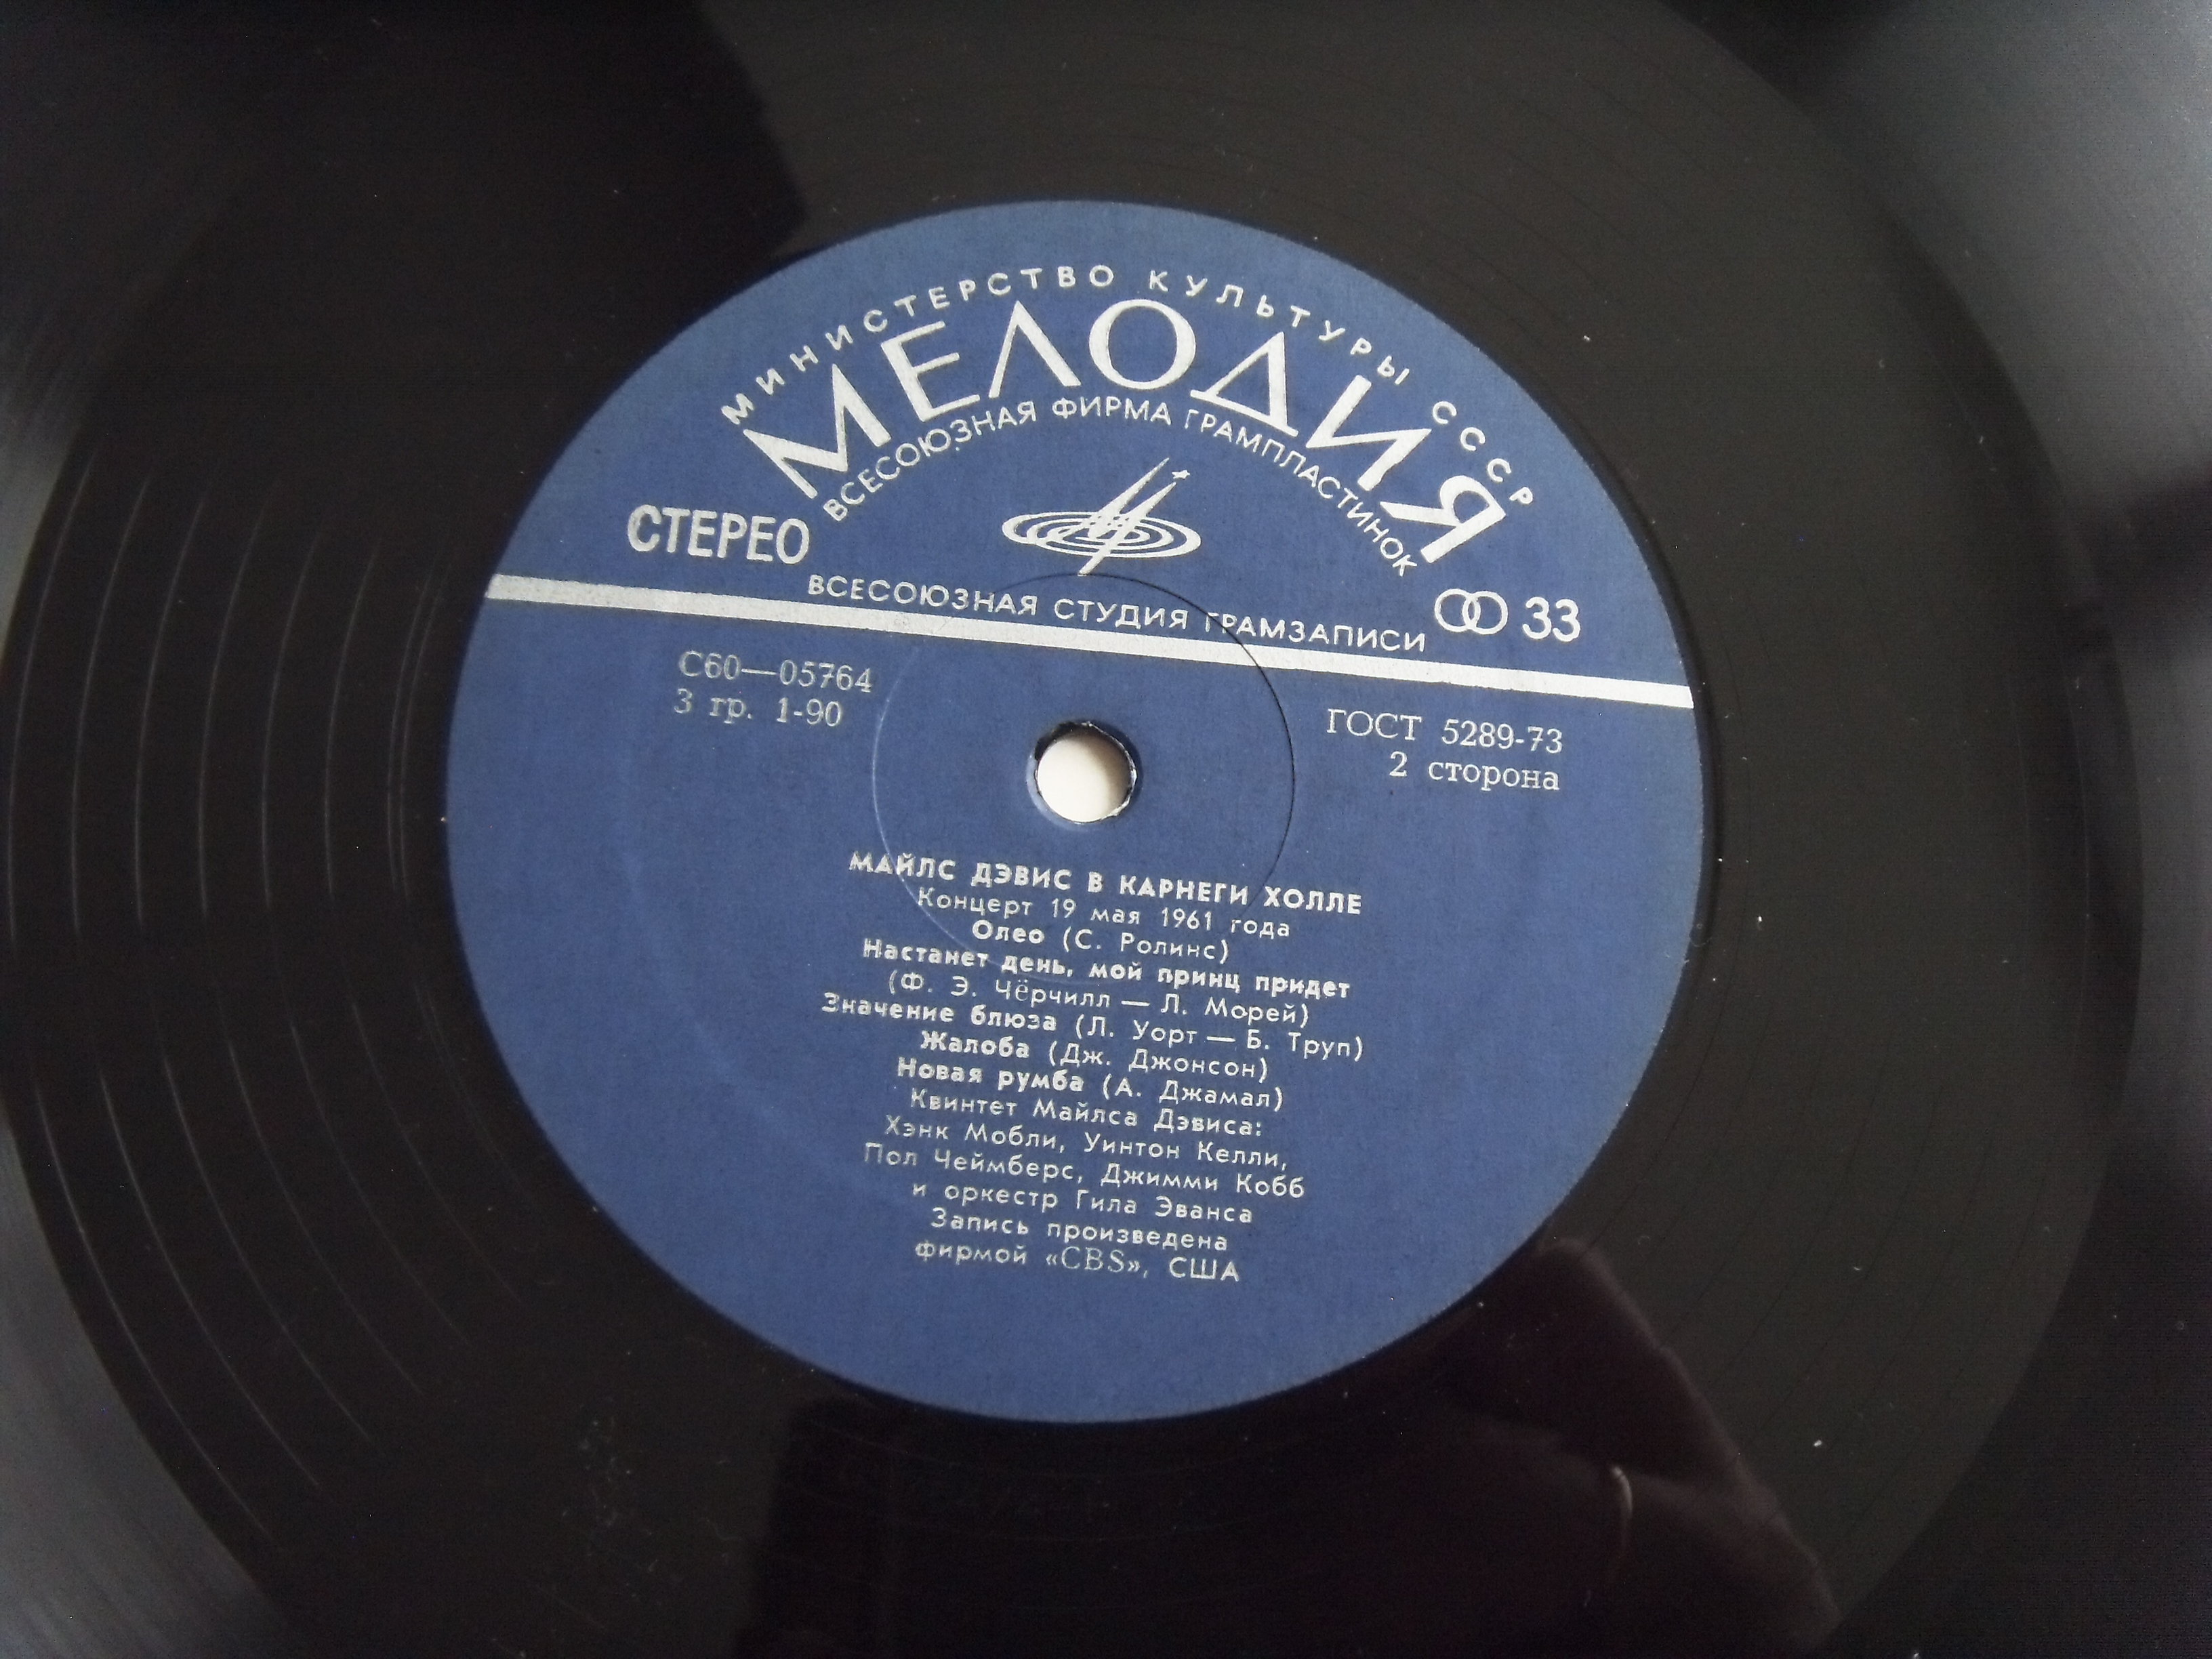 МИНИСТЕРСТВО КУЛЬТУРЫ СССР
МЕЛОДИЯ
ВСЕСОЮЗНАЯ ФИРМА ГРАМПЛАСТИНОК
СТЕРЕО
33
ВСЕСОЮЗНАЯ СТУДИЯ ГРАМЗАПИСИ
С60—05764
3 гр. 1-90
ГОСТ 5289-73
2 сторона
МАЙЛС ДЭВИС В КАРНЕГИ ХОЛЛЕ
Концерт 19 мая 1961 года
Олео (С. Ролинс)
Настанет день, мой принц придет
(Ф. Э. Чёрчилл — Л. Морей)
Значение блюза (Л. Уорт — Б. Труп)
Жалоба (Дж. Джонсон)
Новая румба (А. Джамал)
Квинтет Майлса Дэвиса:
Хэнк Мобли, Уинтон Келли,
Пол Чеймберс, Джимми Кобб
и оркестр Гила Эванса
Запись произведена
фирмой «CBS», США